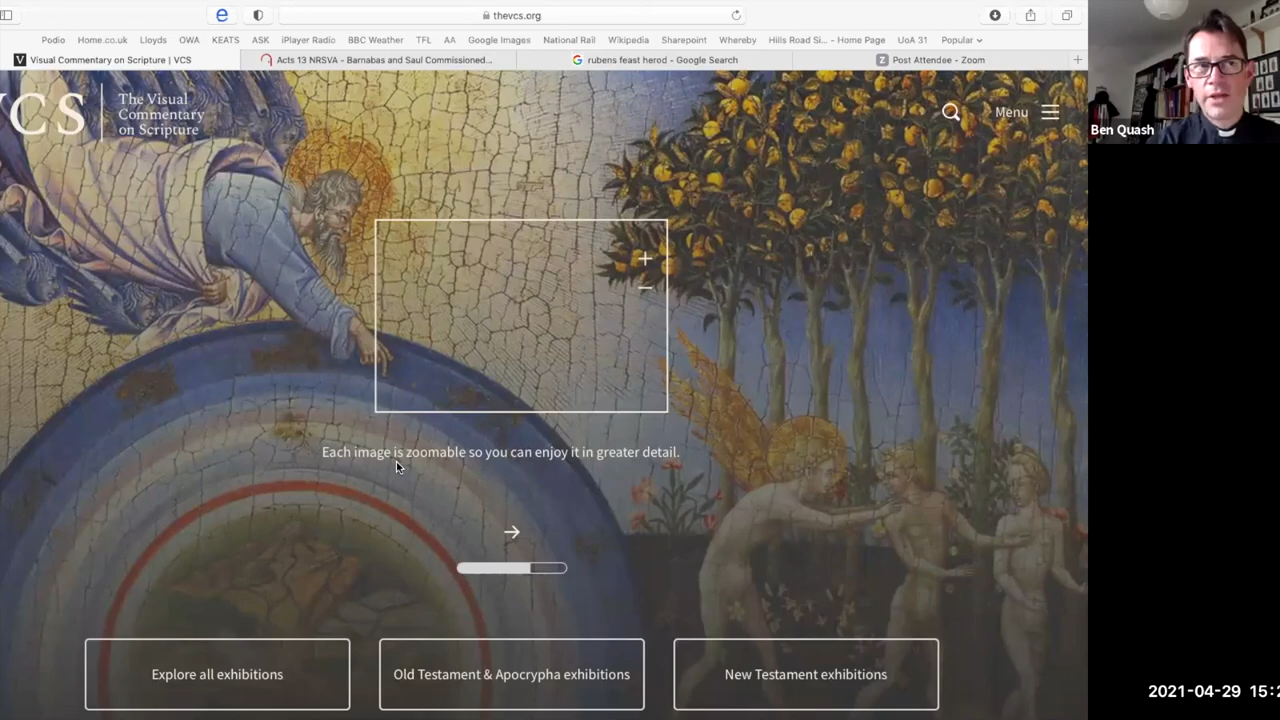 thevcs.org
Podio Home.co.uk Lloyds OWA KEATS ASK iPlayer Radio BBC Weather TFL AA Google Images National Rail Wikipedia Sharepoint Whereby Hills Road Si... - Home Page UoA 31 Popular
V Visual Commentary on Scripture | VCS
Acts 13 NRSVA - Barnabas and Saul Commissioned...
G rubens feast herod - Google Search
Z Post Attendee - Zoom
VCS
The Visual
Commentary
on Scripture
Menu
Ben Quash
Each image is zoomable so you can enjoy it in greater detail.
Explore all exhibitions
Old Testament & Apocrypha exhibitions
New Testament exhibitions
2021-04-29 15:2